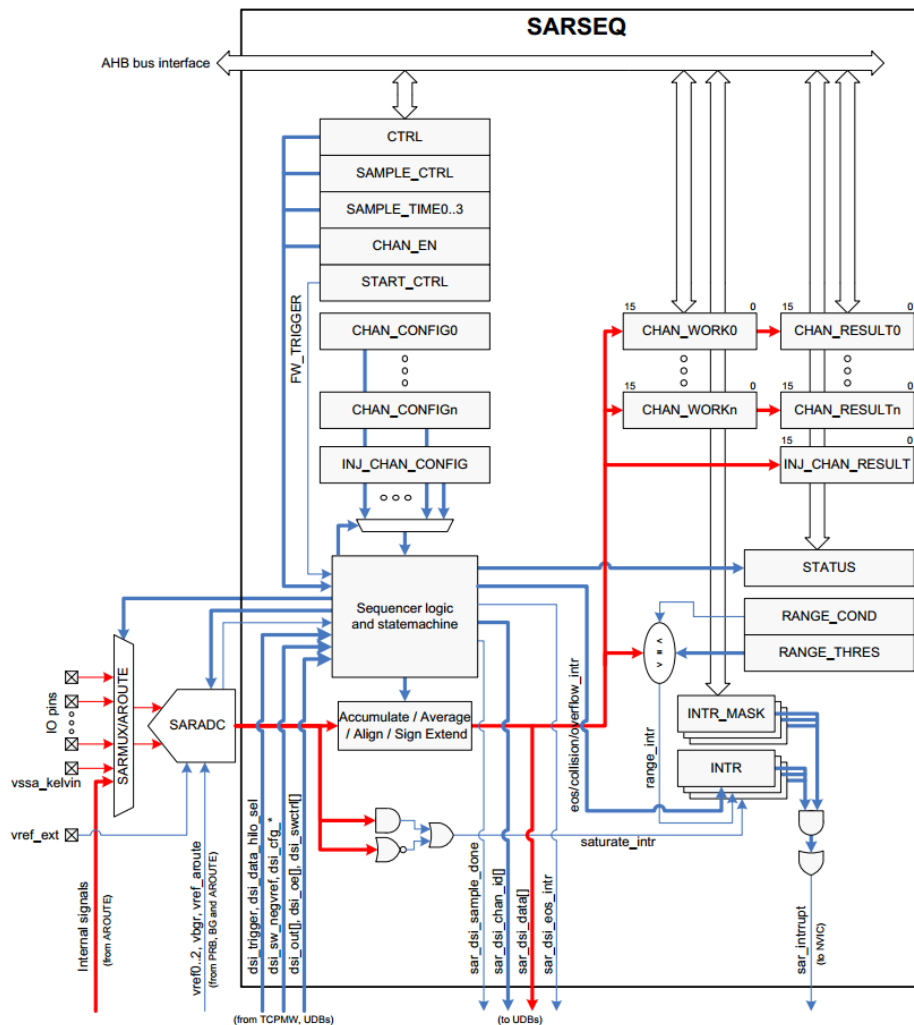 SARSEQ
AHB bus interface
CTRL
SAMPLE_CTRL
SAMPLE_TIME0..3
CHAN_EN
START_CTRL
FW_TRIGGER
CHAN_CONFIG0
CHAN_CONFIGn
INJ_CHAN_CONFIG
15
0
CHAN_WORK0
15
0
CHAN_RESULT0
15
0
CHAN_WORKn
15
0
CHAN_RESULTn
15
0
INJ_CHAN_RESULT
Sequencer logic
and statemachine
STATUS
RANGE_COND
RANGE_THRES
< = >
IO pins
vssa_kelvin
vref_ext
SARMUX/AROUTE
SARADC
Accumulate / Average
/ Align / Sign Extend
eos/collision/overflow_intr
range_intr
INTR_MASK
INTR
saturate_intr
Internal signals
(from AROUTE)
vref0..2, vbgr, vref_aroute
(from PRB, BG and AROUTE)
dsi_trigger, dsi_data_hilo_sel
dsi_sw_negvref, dsi_cfg_*
dsi_out[], dsi_oe[], dsi_swctrl[]
(from TCPMW, UDBs)
sar_dsi_sample_done
sar_dsi_chan_id[]
sar_dsi_data[]
sar_dsi_eos_intr
(to UDBs)
sar_intrrupt
(to NVIC)